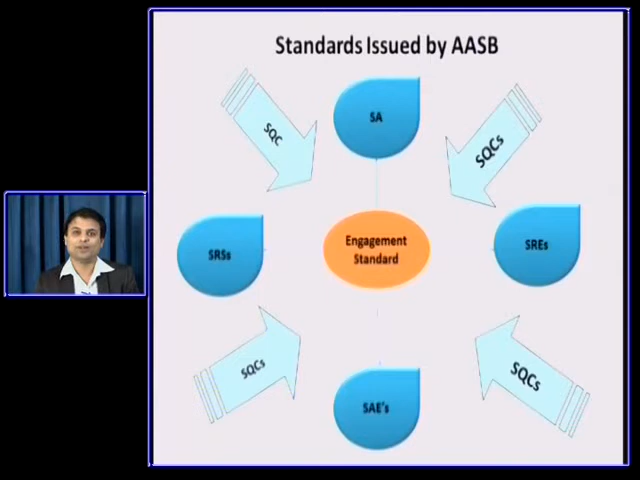 Standards Issued by AASB
SQC
SA
SQCs
SRSs
Engagement
Standard
SREs
SQCs
SAE's
SQCs